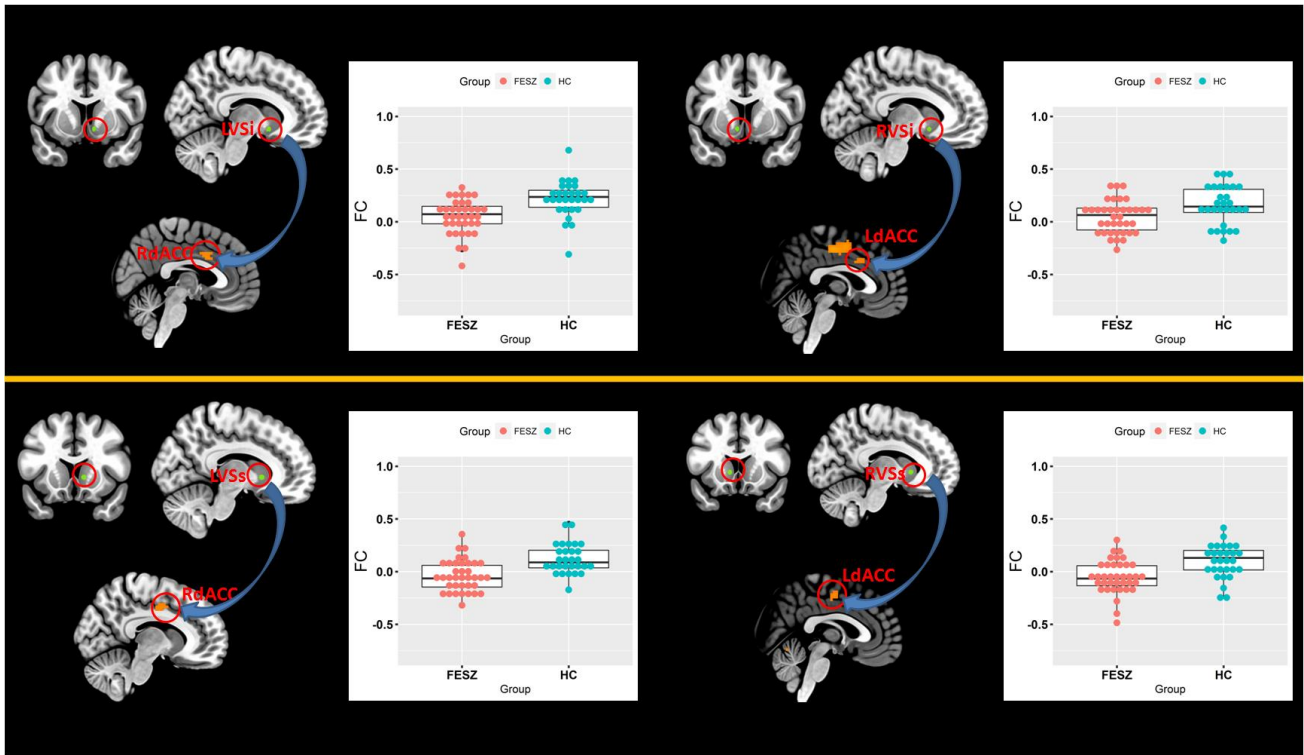 LVSi
RdACC
Group FESZ HC
1.0
0.5
0.0
-0.5
FC
FESZ HC
Group
RVSi
LdACC
Group FESZ HC
1.0
0.5
0.0
-0.5
FC
FESZ HC
Group
LVSs
RdACC
Group FESZ HC
1.0
0.5
0.0
-0.5
FC
FESZ HC
Group
RVSs
LdACC
Group FESZ HC
1.0
0.5
0.0
-0.5
FC
FESZ HC
Group